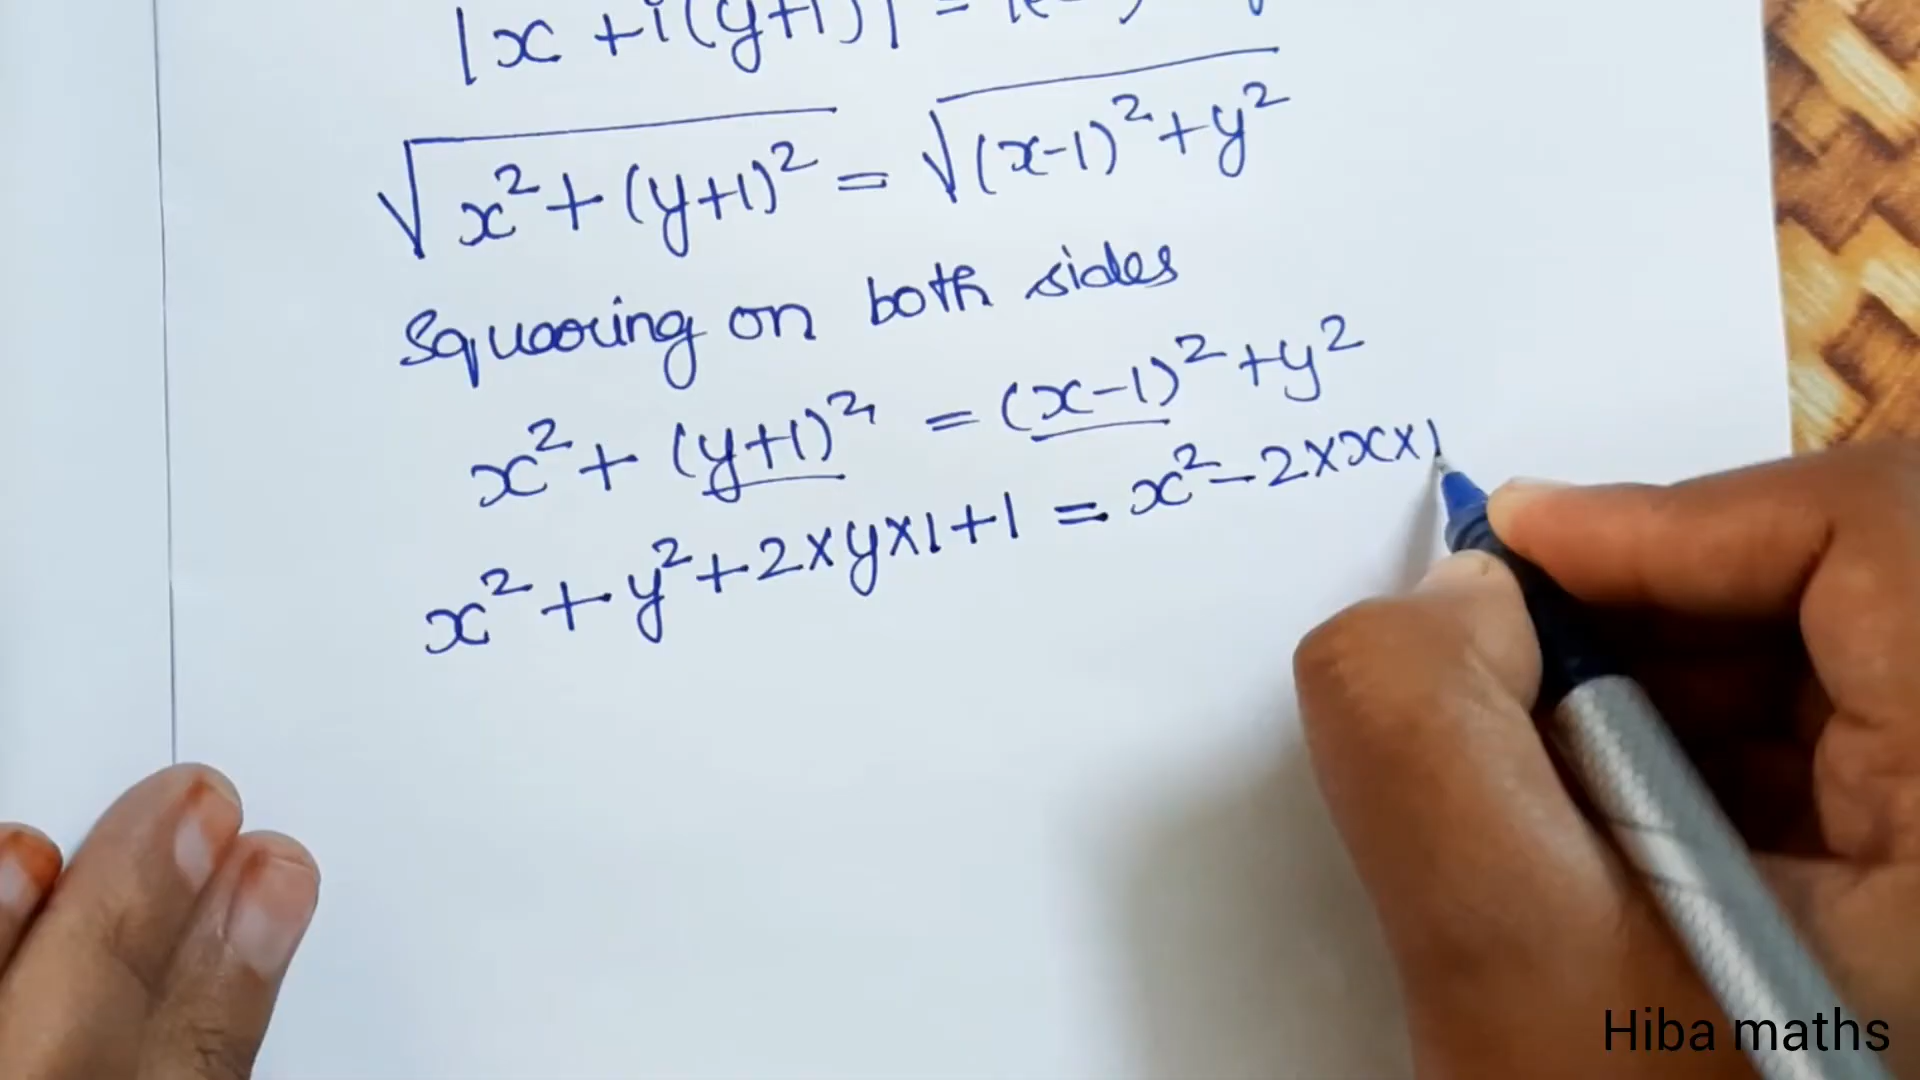 |x + i(y+1)| =
√x² + (y+1)² = √(x-1)² + y²
Squaring on both sides
x² + (y+1)² = (x-1)² + y²
x² + y² + 2×y×1+1 = x² - 2×x×1
Hiba maths